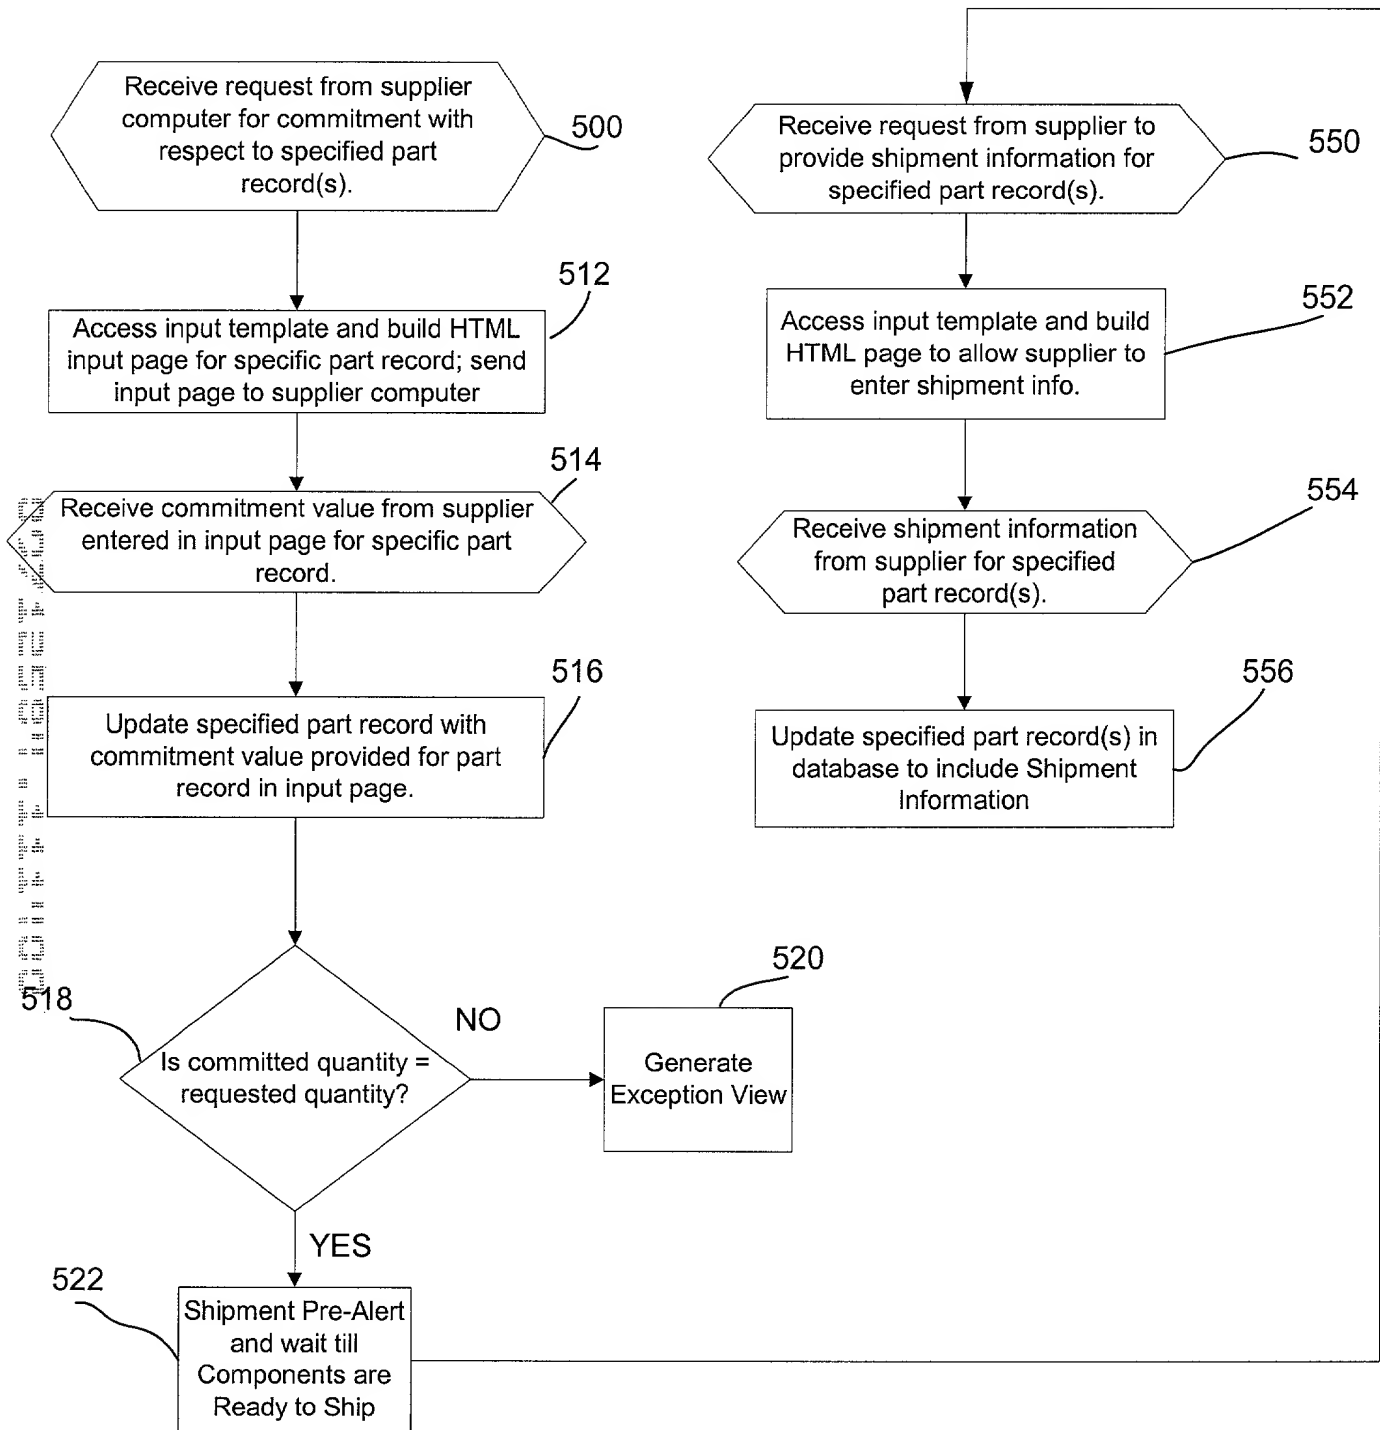 Receive request from supplier
computer for commitment with
respect to specified part
record(s).
500
512
Access input template and build HTML
input page for specific part record; send
input page to supplier computer
514
Receive commitment value from supplier
entered in input page for specific part
record.
516
Update specified part record with
commitment value provided for part
record in input page.
518
Is committed quantity =
requested quantity?
NO
520
Generate
Exception View
YES
522
Shipment Pre-Alert
and wait till
Components are
Ready to Ship
Receive request from supplier to
provide shipment information for
specified part record(s).
550
552
Access input template and build
HTML page to allow supplier to
enter shipment info.
554
Receive shipment information
from supplier for specified
part record(s).
556
Update specified part record(s) in
database to include Shipment
Information